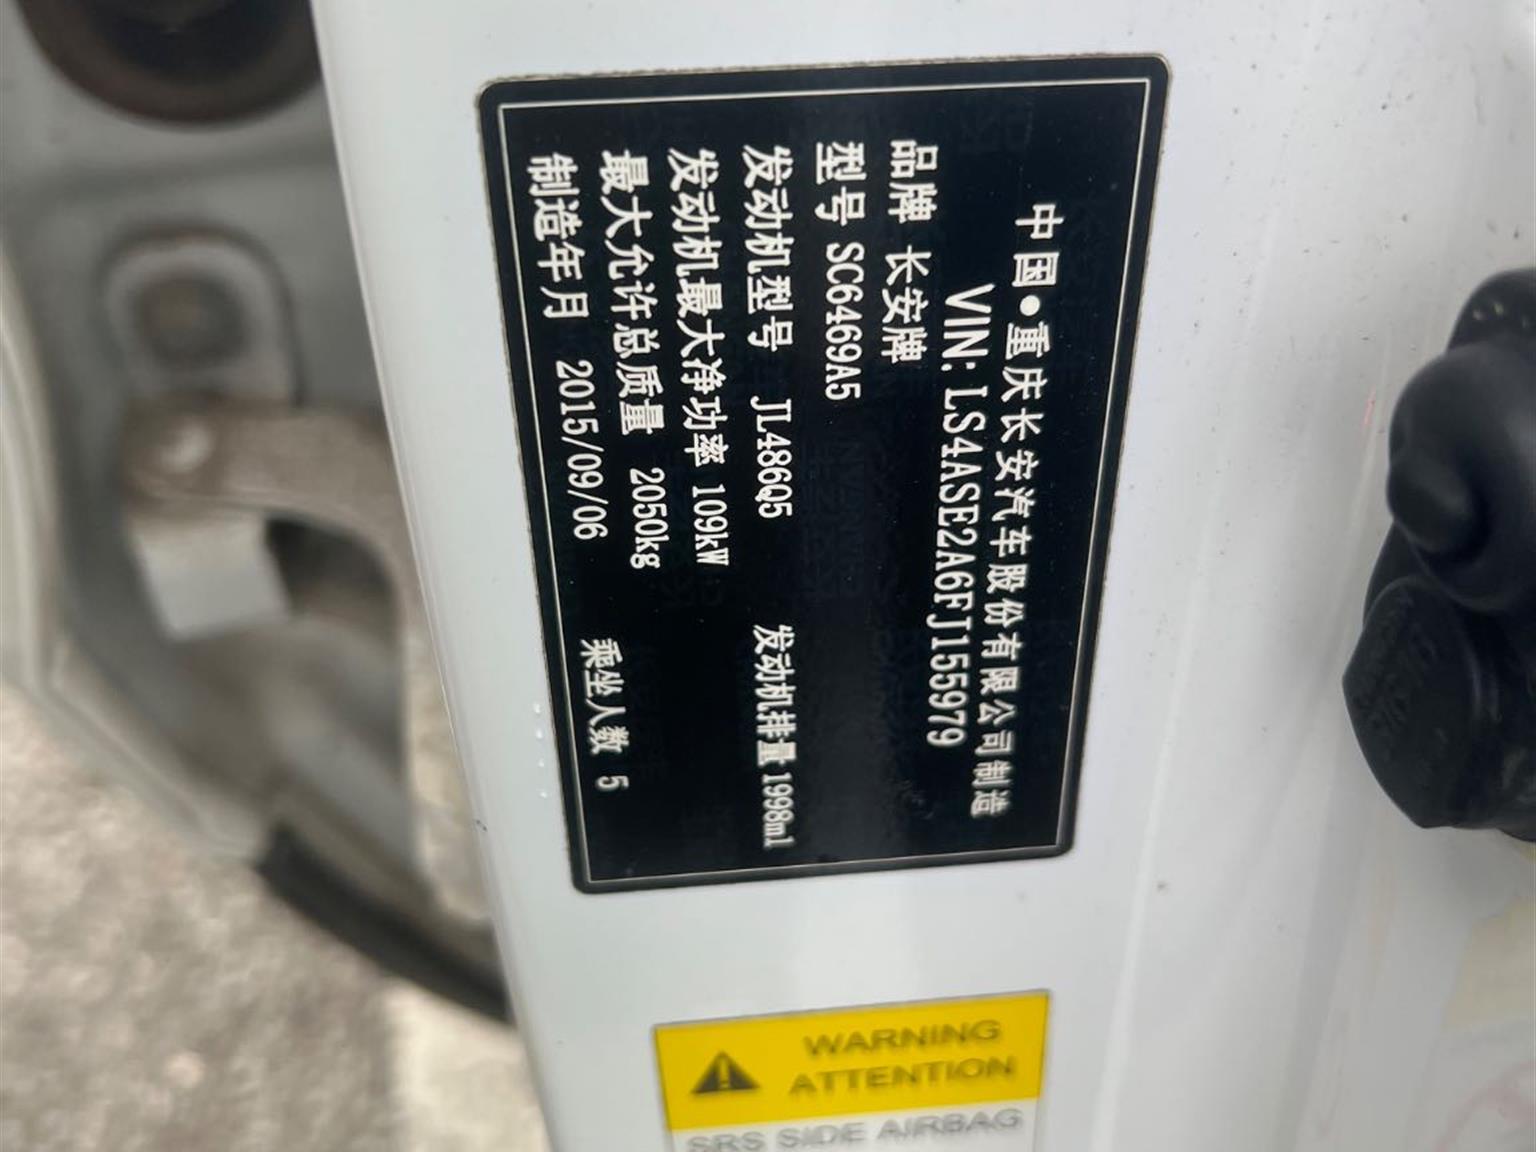 中国•重庆长安汽车股份有限公司制造
VIN: LS4ASE2A6FJ155979
品牌 长安牌
型号 SC6469A5
发动机型号 JL486Q5 发动机排量 1998ml
发动机最大净功率 109kW
最大允许总质量 2050kg
制造年月 2015/09/06 乘坐人数 5
WARNING
ATTENTION
SRS SIDE AIRBAG